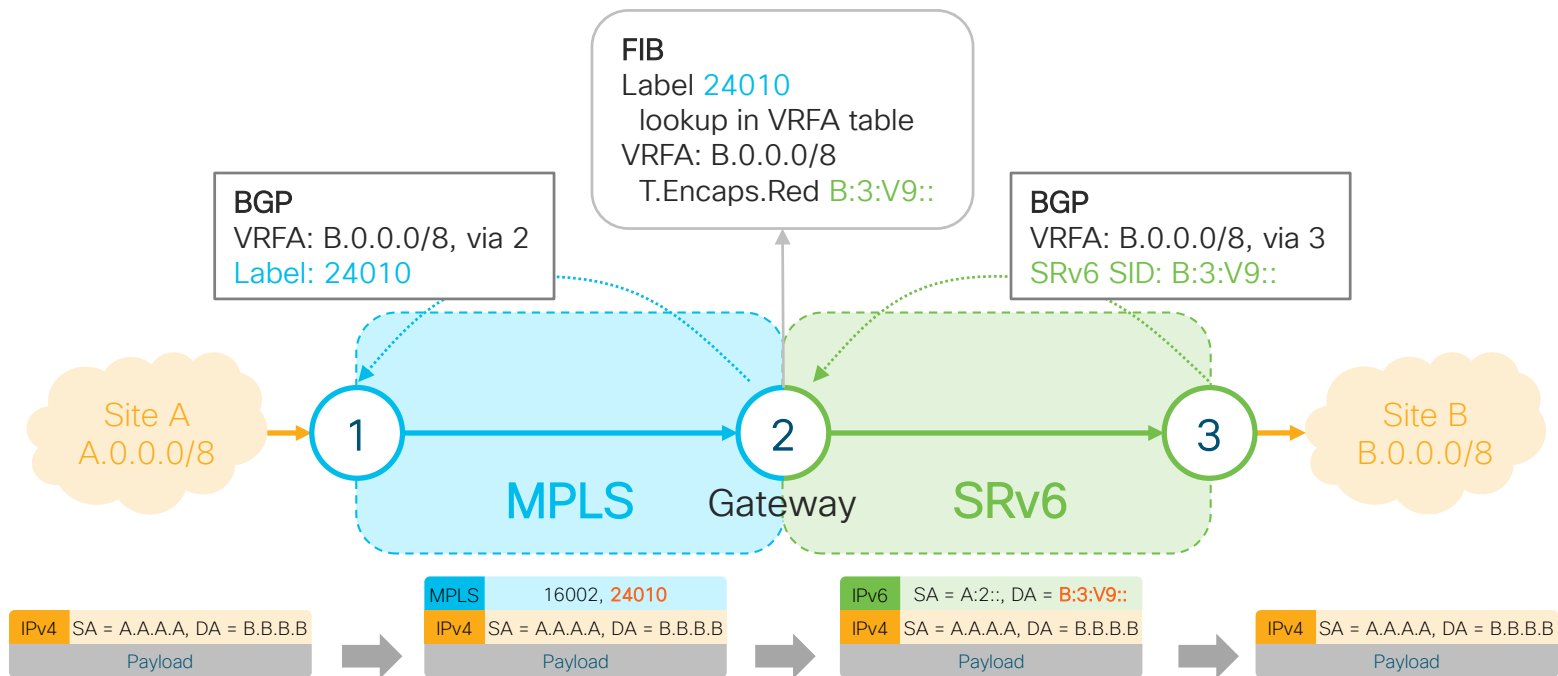 FIB
Label 24010
lookup in VRFA table
VRFA: B.0.0.0/8
T.Encaps.Red B:3:V9::
BGP
VRFA: B.0.0.0/8, via 2
Label: 24010
BGP
VRFA: B.0.0.0/8, via 3
SRv6 SID: B:3:V9::
Site A
A.0.0.0/8
1
2
3
Site B
B.0.0.0/8
MPLS
Gateway
SRv6
IPv4 SA = A.A.A.A, DA = B.B.B.B
Payload
MPLS 16002, 24010
IPv4 SA = A.A.A.A, DA = B.B.B.B
Payload
IPv6 SA = A:2::, DA = B:3:V9::
IPv4 SA = A.A.A.A, DA = B.B.B.B
Payload
IPv4 SA = A.A.A.A, DA = B.B.B.B
Payload